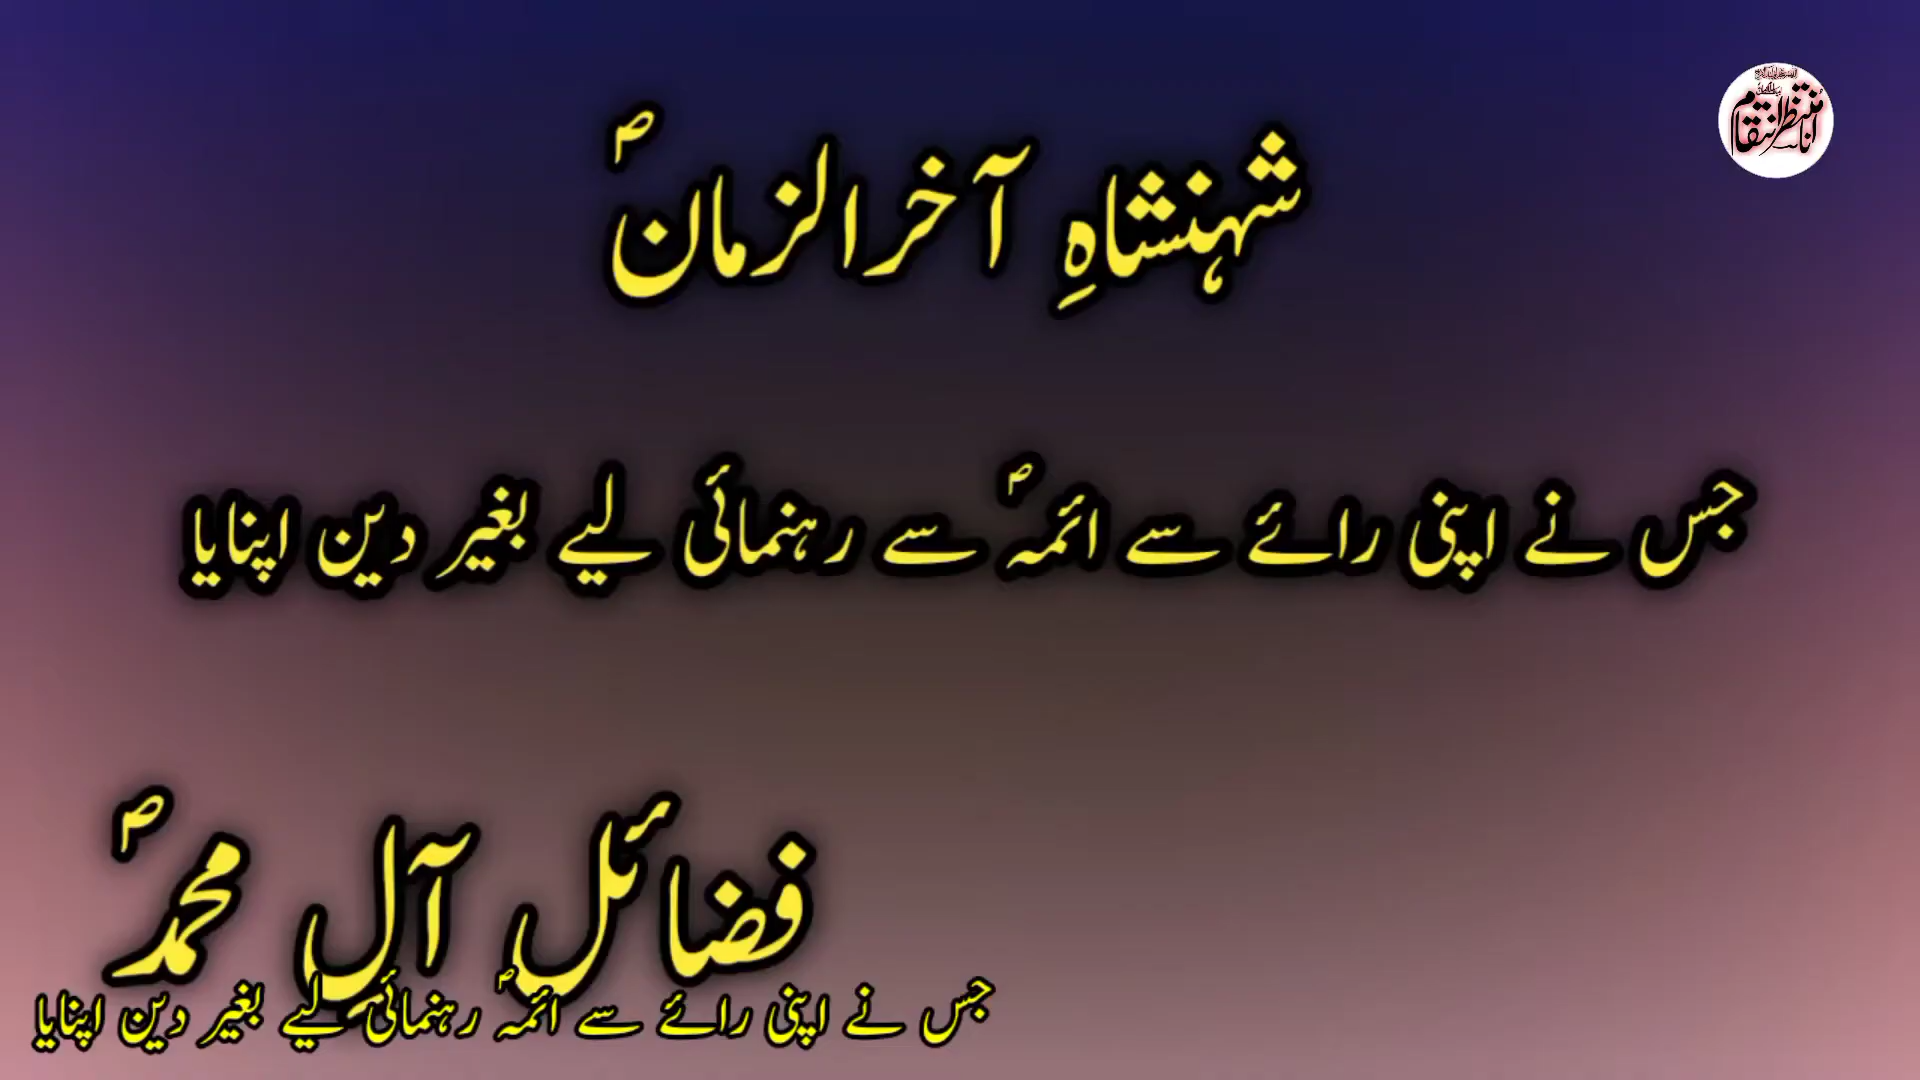 شہنشاہِ آخرالزمانؐ
جس نے اپنی رائے سے ائمہؐ سے رہنمائی لیے بغیر دین اپنایا
فضائل آلِ محمدؐ
جس نے اپنی رائے سے ائمہؐ رہنمائی لیے بغیر دین اپنایا